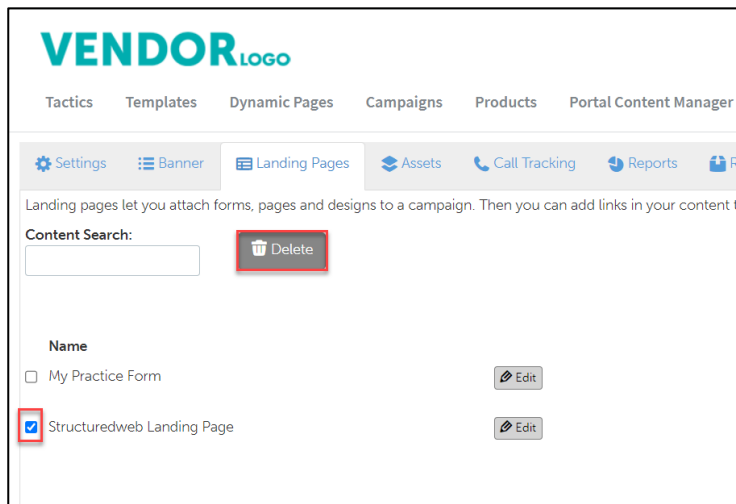 VENDOR LOGO
Tactics Templates Dynamic Pages Campaigns Products Portal Content Manager
Settings Banner Landing Pages Assets Call Tracking Reports R
Landing pages let you attach forms, pages and designs to a campaign. Then you can add links in your content t
Content Search:
Delete
Name
My Practice Form Edit
Structuredweb Landing Page Edit